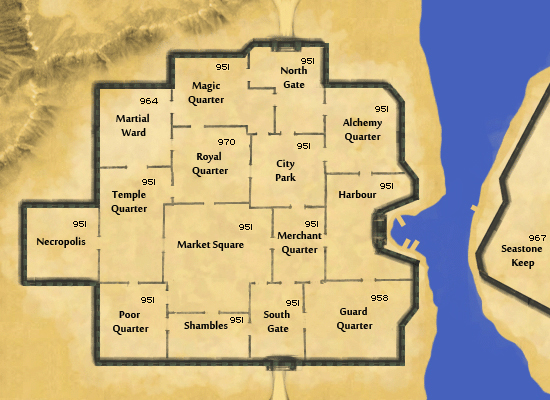 951
North
Gate
951
Magic
Quarter
964
Martial
Ward
951
Alchemy
Quarter
970
Royal
Quarter
951
City
Park
951
Temple
Quarter
951
Harbour
951
Necropolis
951
Market Square
951
Merchant
Quarter
967
Seastone
Keep
951
Poor
Quarter
951
Shambles
951
South
Gate
958
Guard
Quarter